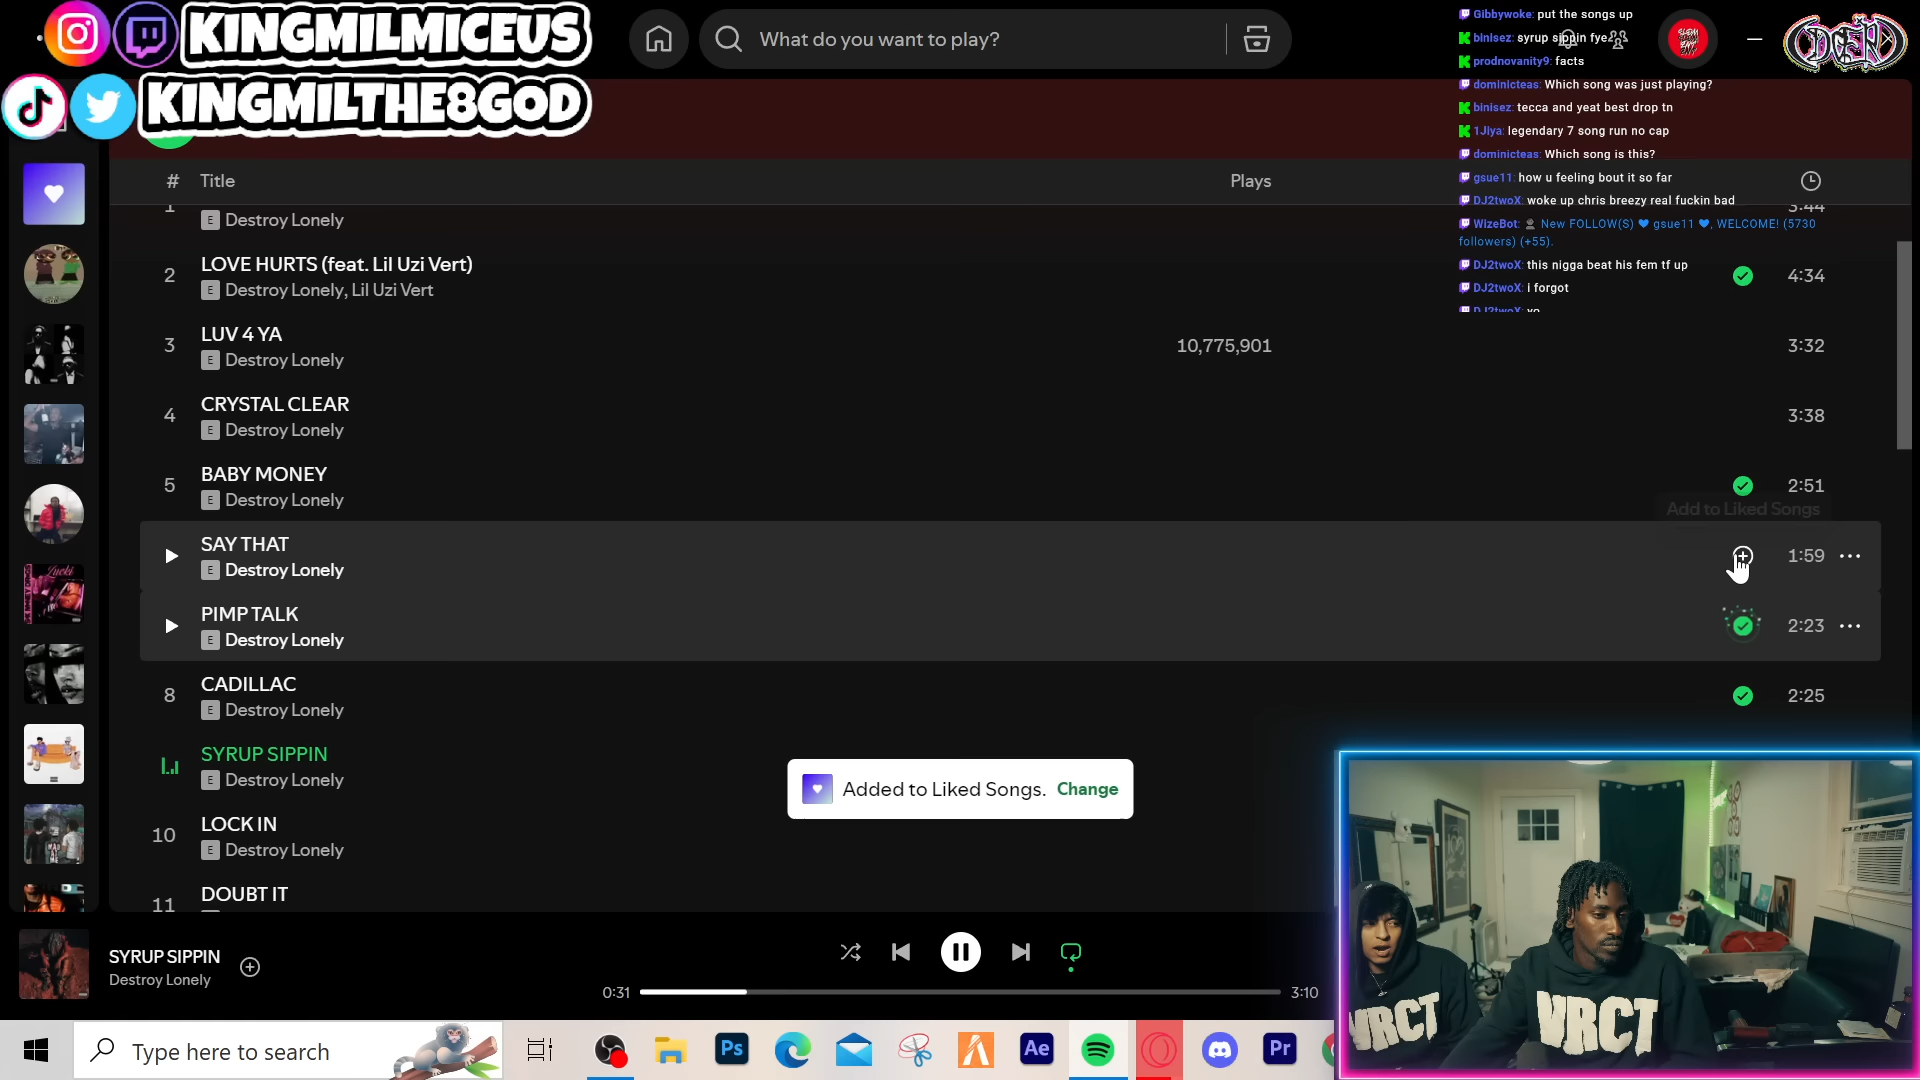 KINGMILMICEUS
KINGMILTHE8GOD
What do you want to play?
Gibbywoke: put the songs up
binisez: syrup sippin fye
prodnovanity9: facts
dominicteas: Which song was just playing?
binisez: tecca and yeat best drop tn
1Jiya: legendary 7 song run no cap
dominicteas: Which song is this?
gsue11: how u feeling bout it so far
DJ2twoX: woke up chris breezy real fuckin bad
WizeBot: New FOLLOW(S) gsue11, WELCOME! (5730
followers) (+55).
DJ2twoX: this nigga beat his fem tf up
DJ2twoX: i forgot
DJ2twoX: yo
# Title Plays
1 3:44
E Destroy Lonely
2 LOVE HURTS (feat. Lil Uzi Vert) 4:34
E Destroy Lonely, Lil Uzi Vert
3 LUV 4 YA 10,775,901 3:32
E Destroy Lonely
4 CRYSTAL CLEAR 3:38
E Destroy Lonely
5 BABY MONEY 2:51
E Destroy Lonely
Add to Liked Songs
SAY THAT 1:59
E Destroy Lonely
PIMP TALK 2:23
E Destroy Lonely
8 CADILLAC 2:25
E Destroy Lonely
SYRUP SIPPIN
E Destroy Lonely
Added to Liked Songs. Change
10 LOCK IN
E Destroy Lonely
11 DOUBT IT
SYRUP SIPPIN
Destroy Lonely
0:31 3:10
Type here to search
Ps
Ae
Pr
VRCT
VRCT